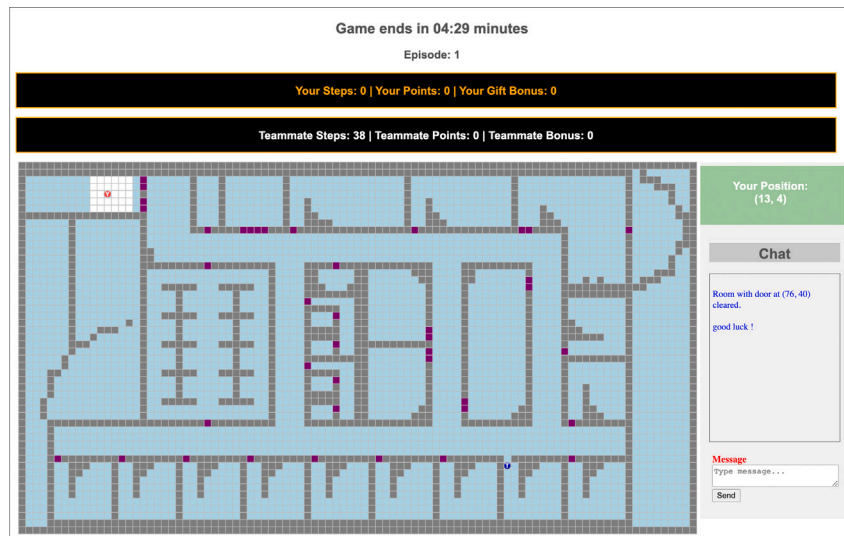 Game ends in 04:29 minutes
Episode: 1
Your Steps: 0 | Your Points: 0 | Your Gift Bonus: 0
Teammate Steps: 38 | Teammate Points: 0 | Teammate Bonus: 0
Your Position:
(13, 4)
Chat
Room with door at (76, 40)
cleared.
good luck !
Message
Type message...
Send